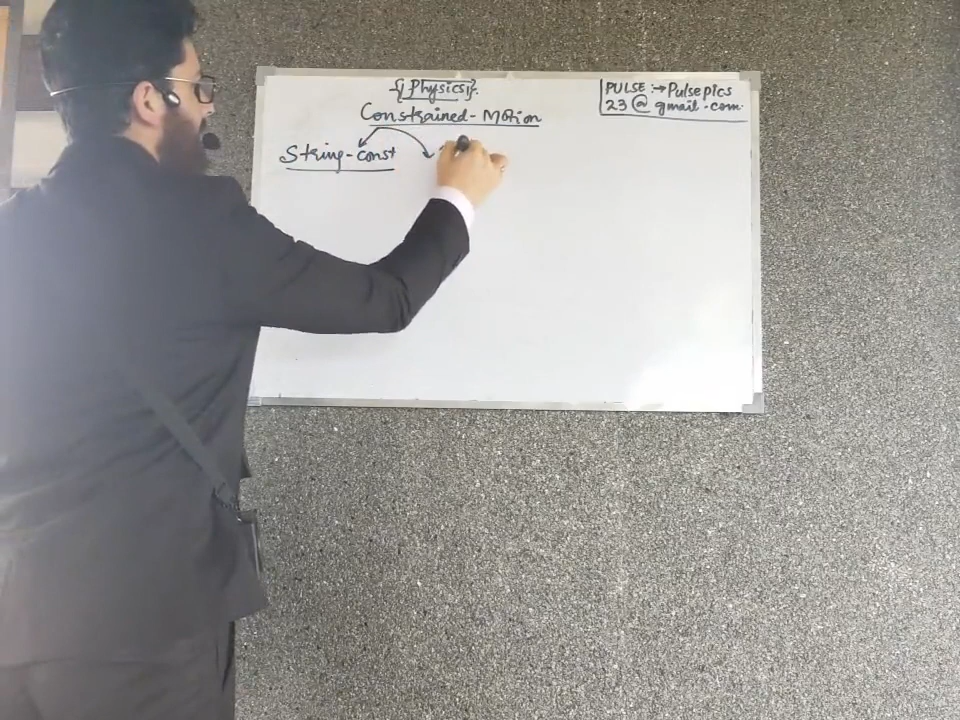 {Physics}.
Constrained-Motion
String-const
PULSE :→ Pulsepics
23@gmail.com